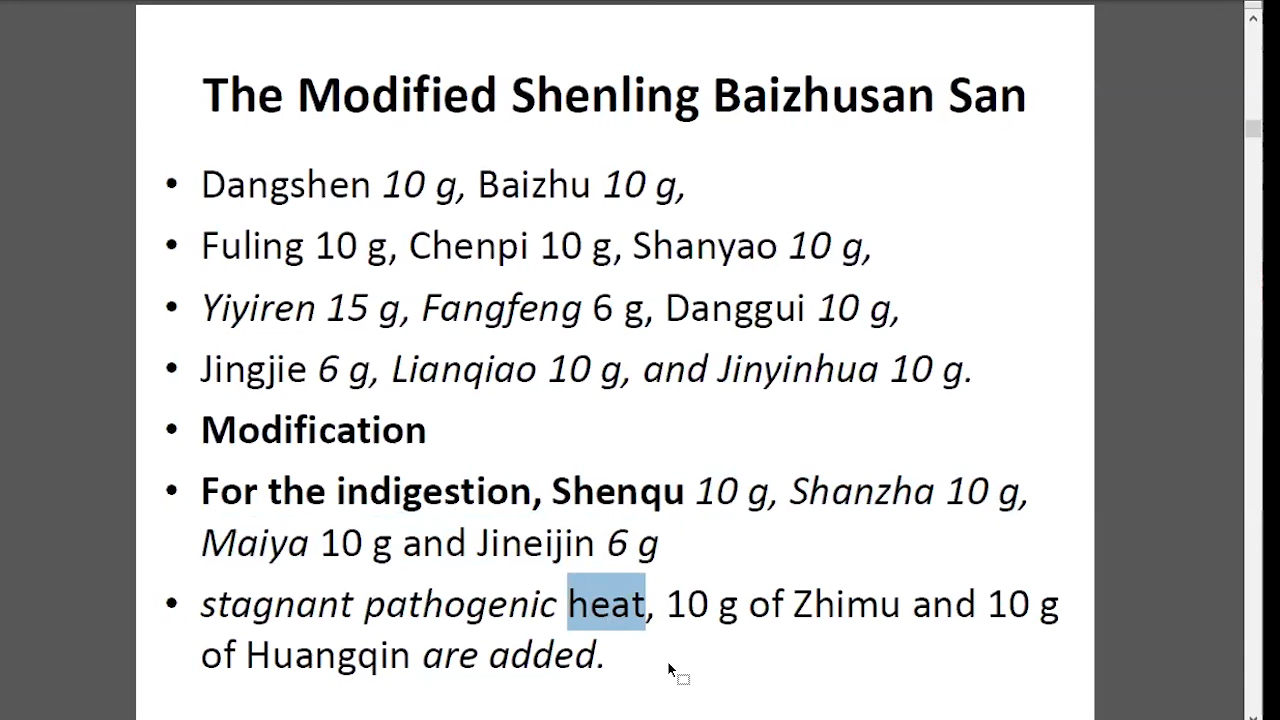 The Modified Shenling Baizhusan San
• Dangshen 10 g, Baizhu 10 g,
• Fuling 10 g, Chenpi 10 g, Shanyao 10 g,
• Yiyiren 15 g, Fangfeng 6 g, Danggui 10 g,
• Jingjie 6 g, Lianqiao 10 g, and Jinyinhua 10 g.
• Modification
• For the indigestion, Shenqu 10 g, Shanzha 10 g,
Maiya 10 g and Jineijin 6 g
• stagnant pathogenic heat, 10 g of Zhimu and 10 g
of Huangqin are added.